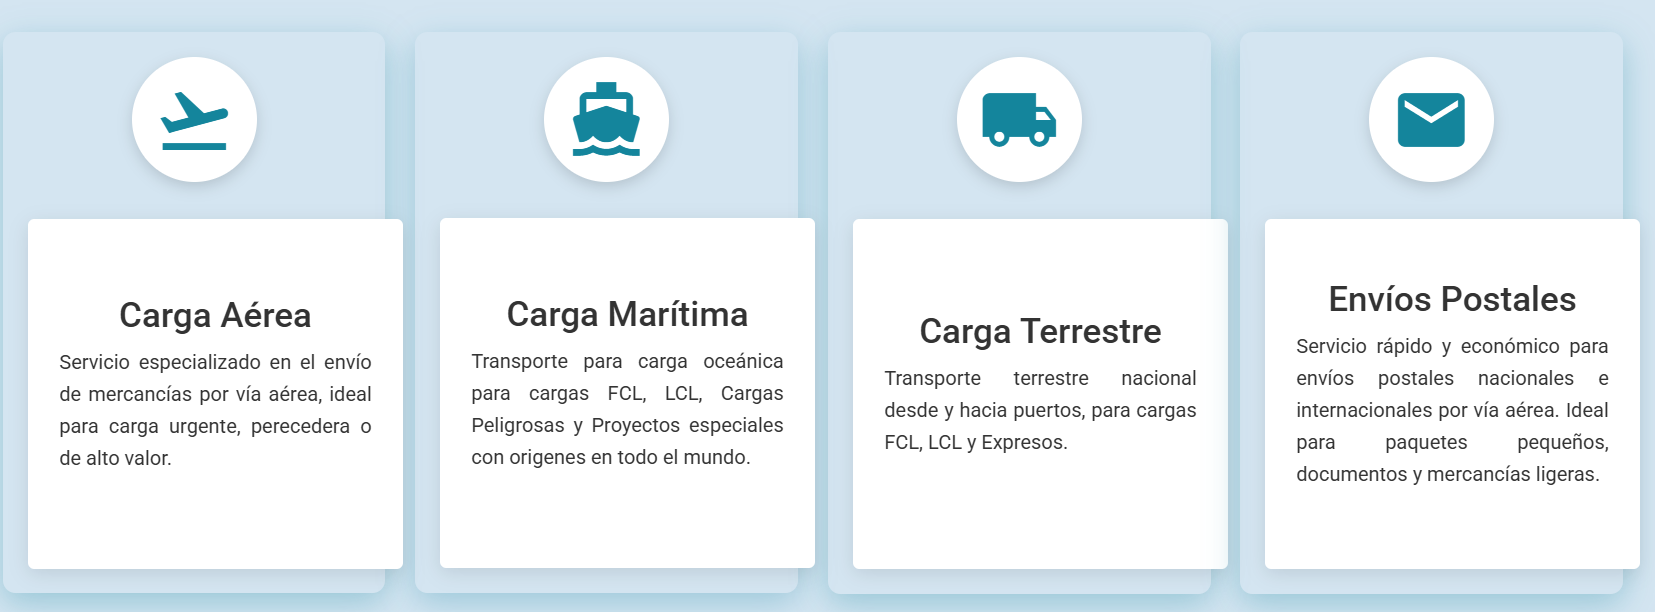 Carga Aérea
Servicio especializado en el envío
de mercancías por vía aérea, ideal
para carga urgente, perecedera o
de alto valor.
Carga Marítima
Transporte para carga oceánica
para cargas FCL, LCL, Cargas
Peligrosas y Proyectos especiales
con origenes en todo el mundo.
Carga Terrestre
Transporte terrestre nacional
desde y hacia puertos, para cargas
FCL, LCL y Expresos.
Envíos Postales
Servicio rápido y económico para
envíos postales nacionales e
internacionales por vía aérea. Ideal
para paquetes pequeños,
documentos y mercancías ligeras.